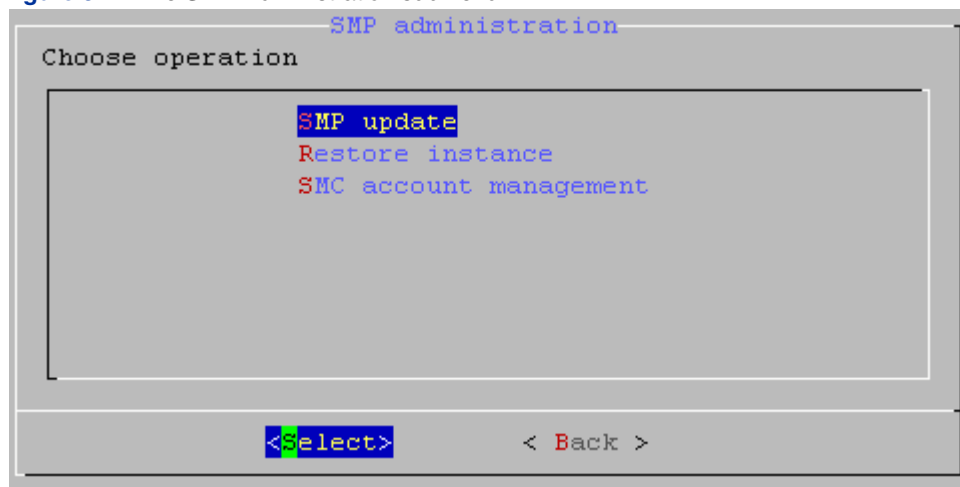 SMP administration
Choose operation
SMP update
Restore instance
SMC account management
<Select> < Back >